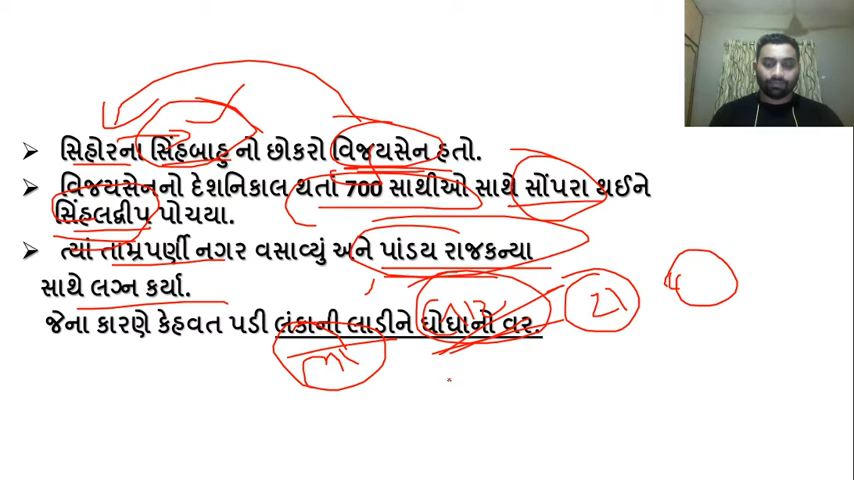 ➢ સિહોરના સિંહબાહુ નો છોકરો વિજયસેન હતો.
➢ વિજયસેનનો દેશનિકાલ થતા 700 સાથીઓ સાથે સોંપરા થઈને
સિંહલદ્વીપ પોચયા.
➢ ત્યાં તામ્રપર્ણી નગર વસાવ્યું અને પાંડય રાજકન્યા
સાથે લગ્ન કર્યા.
જેના કારણે કેહવત પડી લંકાની લાડીને ઘોઘાનો વર.